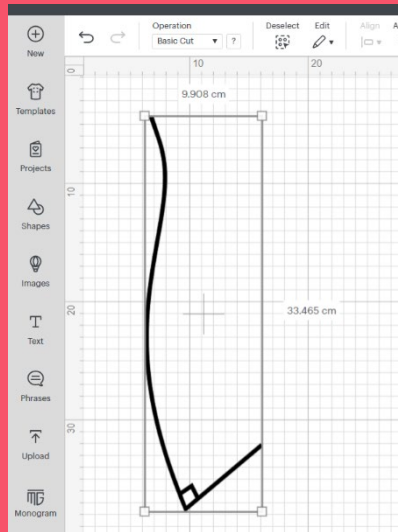 New
Templates
Projects
Shapes
Images
Text
Phrases
Upload
Monogram
Operation
Basic Cut ?
Deselect Edit Align A
0 10 20
0
10
20
30
9.908 cm
33.465 cm